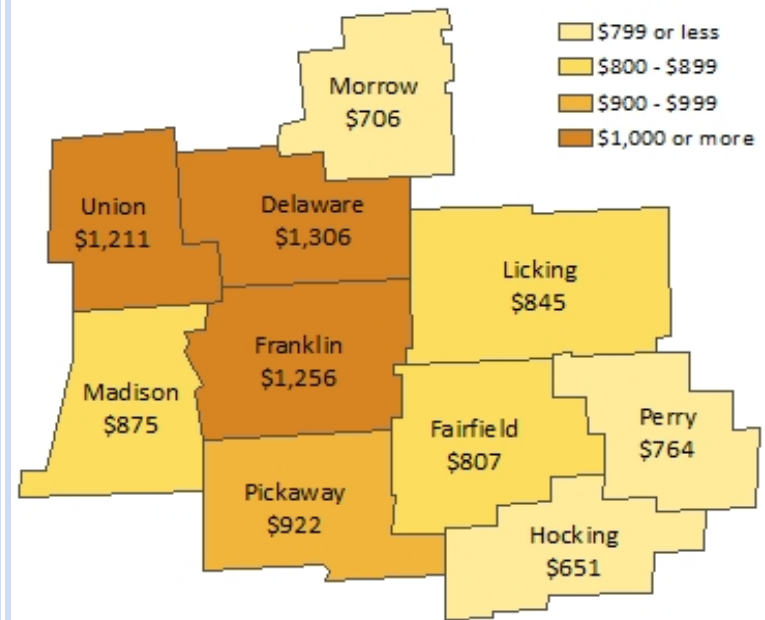 $799 or less
$800 - $899
$900 - $999
$1,000 or more
Morrow
$706
Union
$1,211
Delaware
$1,306
Licking
$845
Franklin
$1,256
Madison
$875
Fairfield
$807
Perry
$764
Pickaway
$922
Hocking
$651